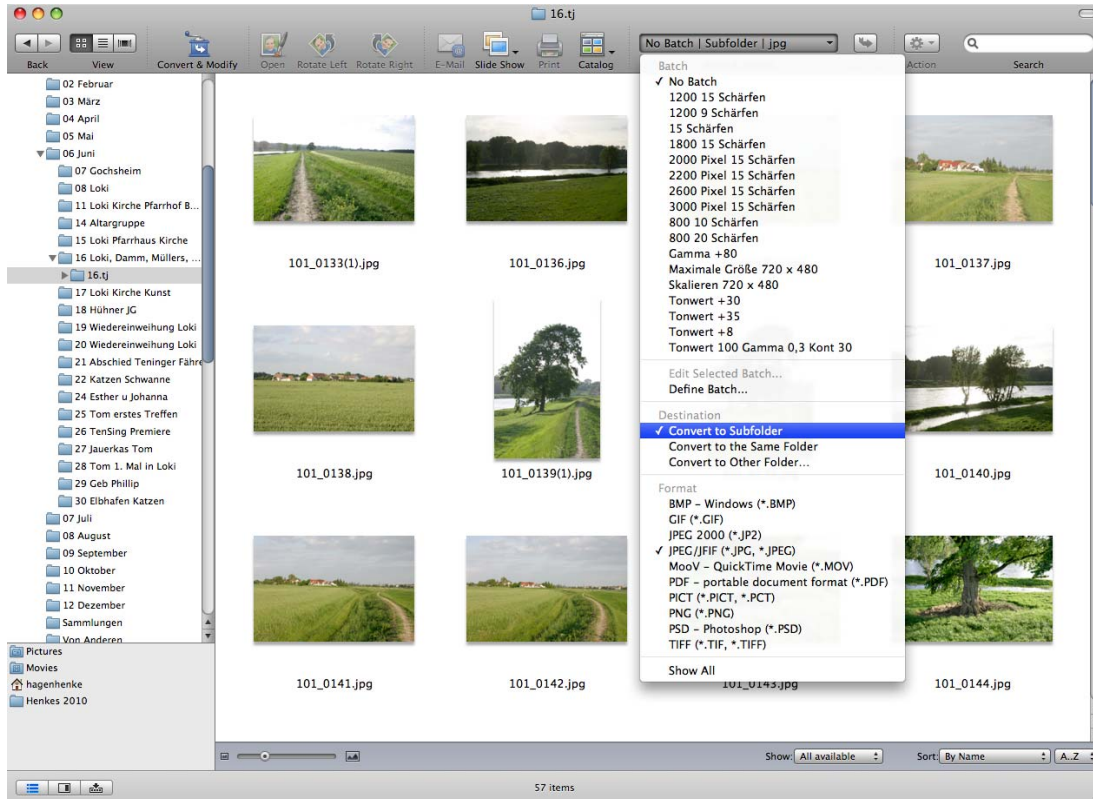 16.tj
No Batch | Subfolder | jpg
Back View Convert & Modify Open Rotate Left Rotate Right E-Mail Slide Show Print Catalog Action Search
02 Februar
03 März
04 April
05 Mai
06 Juni
07 Gochsheim
08 Loki
11 Loki Kirche Pfarrhof B...
14 Altargruppe
15 Loki Pfarrhaus Kirche
16 Loki, Damm, Müllers, ...
16.tj
17 Loki Kirche Kunst
18 Hühner JG
19 Wiedereinweihung Loki
20 Wiedereinweihung Loki
21 Abschied Teninger Fähre
22 Katzen Schwanne
24 Esther u Johanna
25 Tom erstes Treffen
26 TenSing Premiere
27 Jauerkas Tom
28 Tom 1. Mal in Loki
29 Geb Phillip
30 Elbhafen Katzen
07 Juli
08 August
09 September
10 Oktober
11 November
12 Dezember
Sammlungen
Von Anderen
Pictures
Movies
hagenhenke
Henkes 2010
101_0133(1).jpg
101_0136.jpg
101_0137.jpg
101_0138.jpg
101_0139(1).jpg
101_0140.jpg
101_0141.jpg
101_0142.jpg
101_0143.jpg
101_0144.jpg
Batch
✓ No Batch
1200 15 Schärfen
1200 9 Schärfen
15 Schärfen
1800 15 Schärfen
2000 Pixel 15 Schärfen
2200 Pixel 15 Schärfen
2600 Pixel 15 Schärfen
3000 Pixel 15 Schärfen
800 10 Schärfen
800 20 Schärfen
Gamma +80
Maximale Größe 720 x 480
Skalieren 720 x 480
Tonwert +30
Tonwert +35
Tonwert +8
Tonwert 100 Gamma 0,3 Kont 30
Edit Selected Batch...
Define Batch...
Destination
✓ Convert to Subfolder
Convert to the Same Folder
Convert to Other Folder...
Format
BMP – Windows (*.BMP)
GIF (*.GIF)
JPEG 2000 (*.JP2)
✓ JPEG/JFIF (*.JPG, *.JPEG)
MooV – QuickTime Movie (*.MOV)
PDF – portable document format (*.PDF)
PICT (*.PICT, *.PCT)
PNG (*.PNG)
PSD – Photoshop (*.PSD)
TIFF (*.TIF, *.TIFF)
Show All
Show: All available Sort: By Name A..Z
57 items